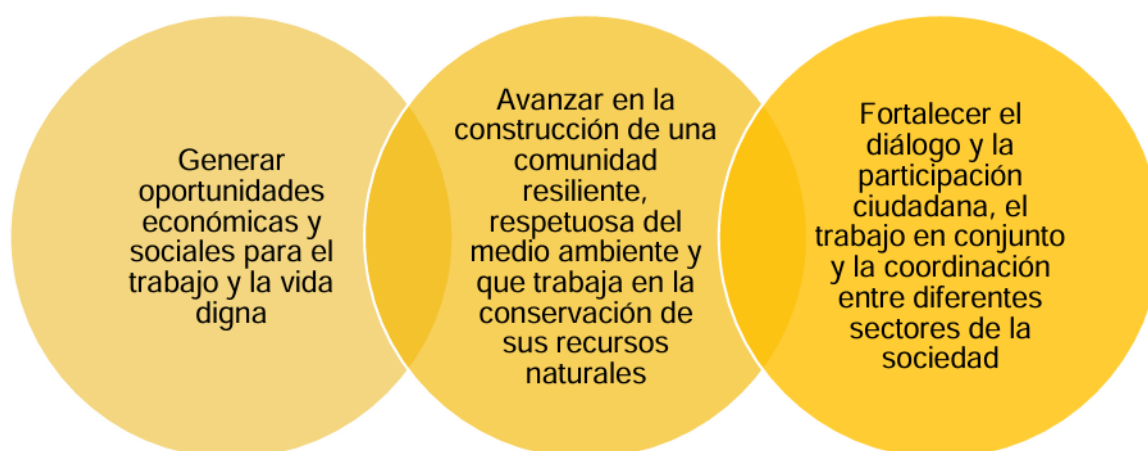 Generar
oportunidades
económicas y
sociales para el
trabajo y la vida
digna
Avanzar en la
construcción de una
comunidad
resiliente,
respetuosa del
medio ambiente y
que trabaja en la
conservación de
sus recursos
naturales
Fortalecer el
diálogo y la
participación
ciudadana, el
trabajo en conjunto
y la coordinación
entre diferentes
sectores de la
sociedad